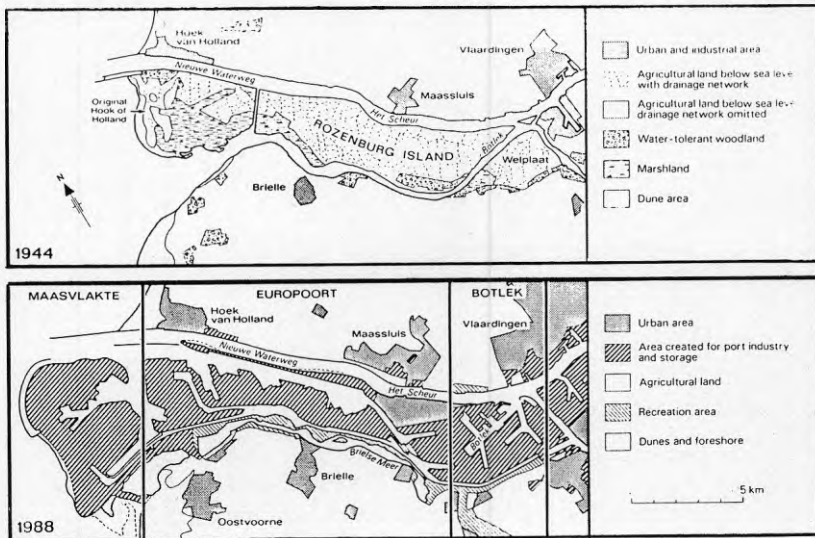 Hoek
van Holland
Nieuwe Waterweg
Original
Hook of
Holland
Het Scheur
Maassluis
Vlaardingen
ROZENBURG ISLAND
Botlek
Welplaat
Brielle
N
1944
Urban and industrial area
Agricultural land below sea leve
with drainage network
Agricultural land below sea leve
drainage network omitted
Water-tolerant woodland
Marshland
Dune area
MAASVLAKTE
EUROPOORT
BOTLEK
Hoek
van Holland
Nieuwe Waterweg
Maassluis
Het Scheur
Vlaardingen
Botlek
Brielse Meer
Brielle
Oostvoorne
1988
Urban area
Area created for port industry
and storage
Agricultural land
Recreation area
Dunes and foreshore
5 km